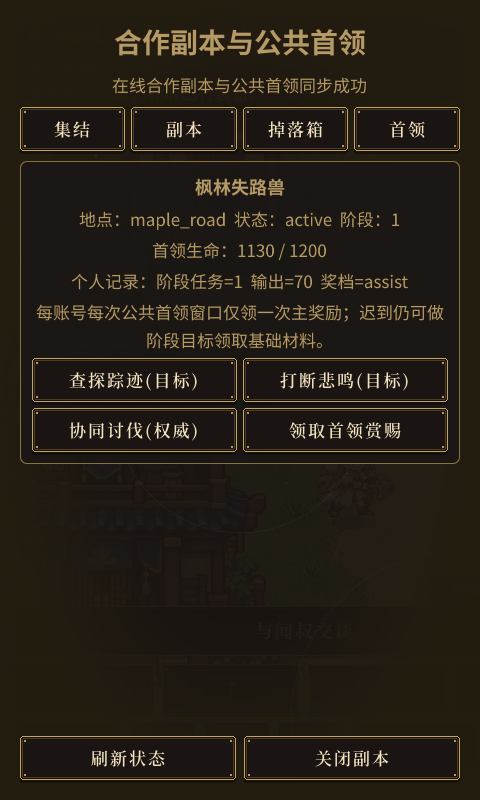 合作副本与公共首领
在线合作副本与公共首领同步成功
集结 副本 掉落箱 首领
枫林失路兽
地点：maple_road 状态：active 阶段：1
首领生命：1130 / 1200
个人记录：阶段任务=1 输出=70 奖档=assist
每账号每次公共首领窗口仅领一次主奖励；迟到仍可做
阶段目标领取基础材料。
查探踪迹(目标) 打断悲鸣(目标)
协同讨伐(权威) 领取首领赏赐
与闻叔交谈
刷新状态 关闭副本